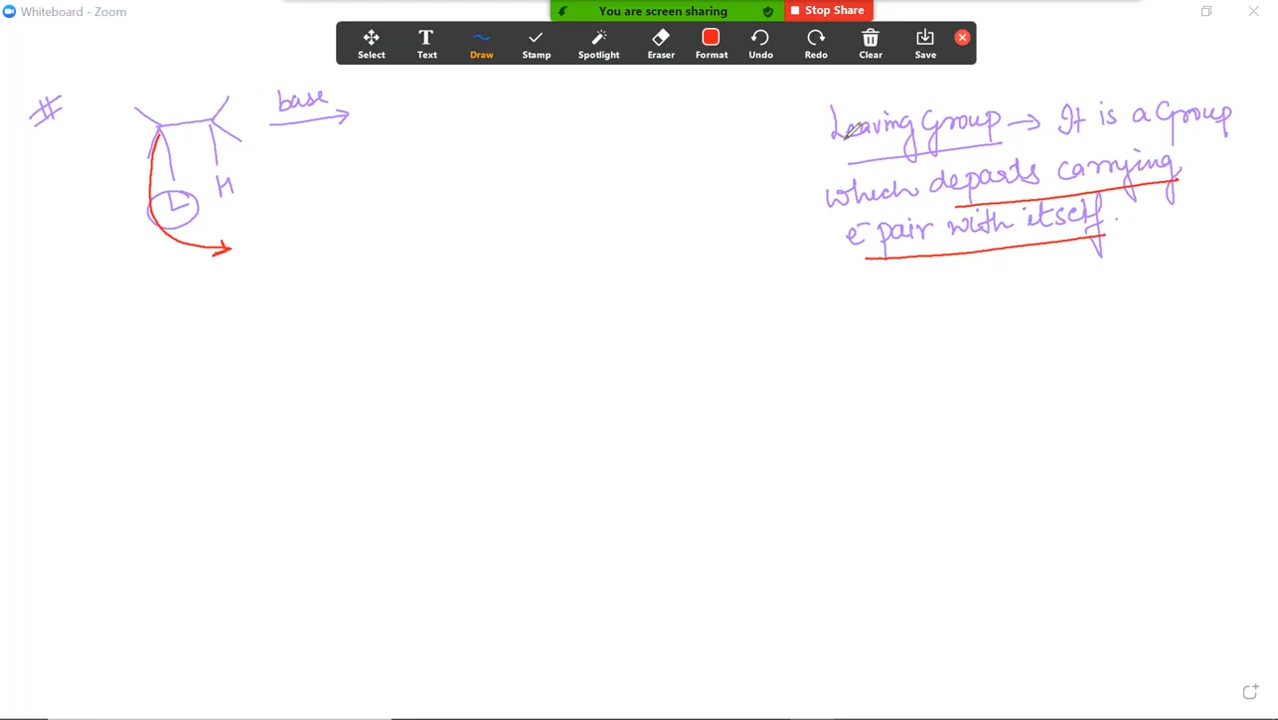 Whiteboard - Zoom
You are screen sharing
Stop Share
Select
Text
Draw
Stamp
Spotlight
Eraser
Format
Undo
Redo
Clear
Save
#
base
L
H
Leaving Group → It is a Group
which departs carrying
e⁻ pair with itself.